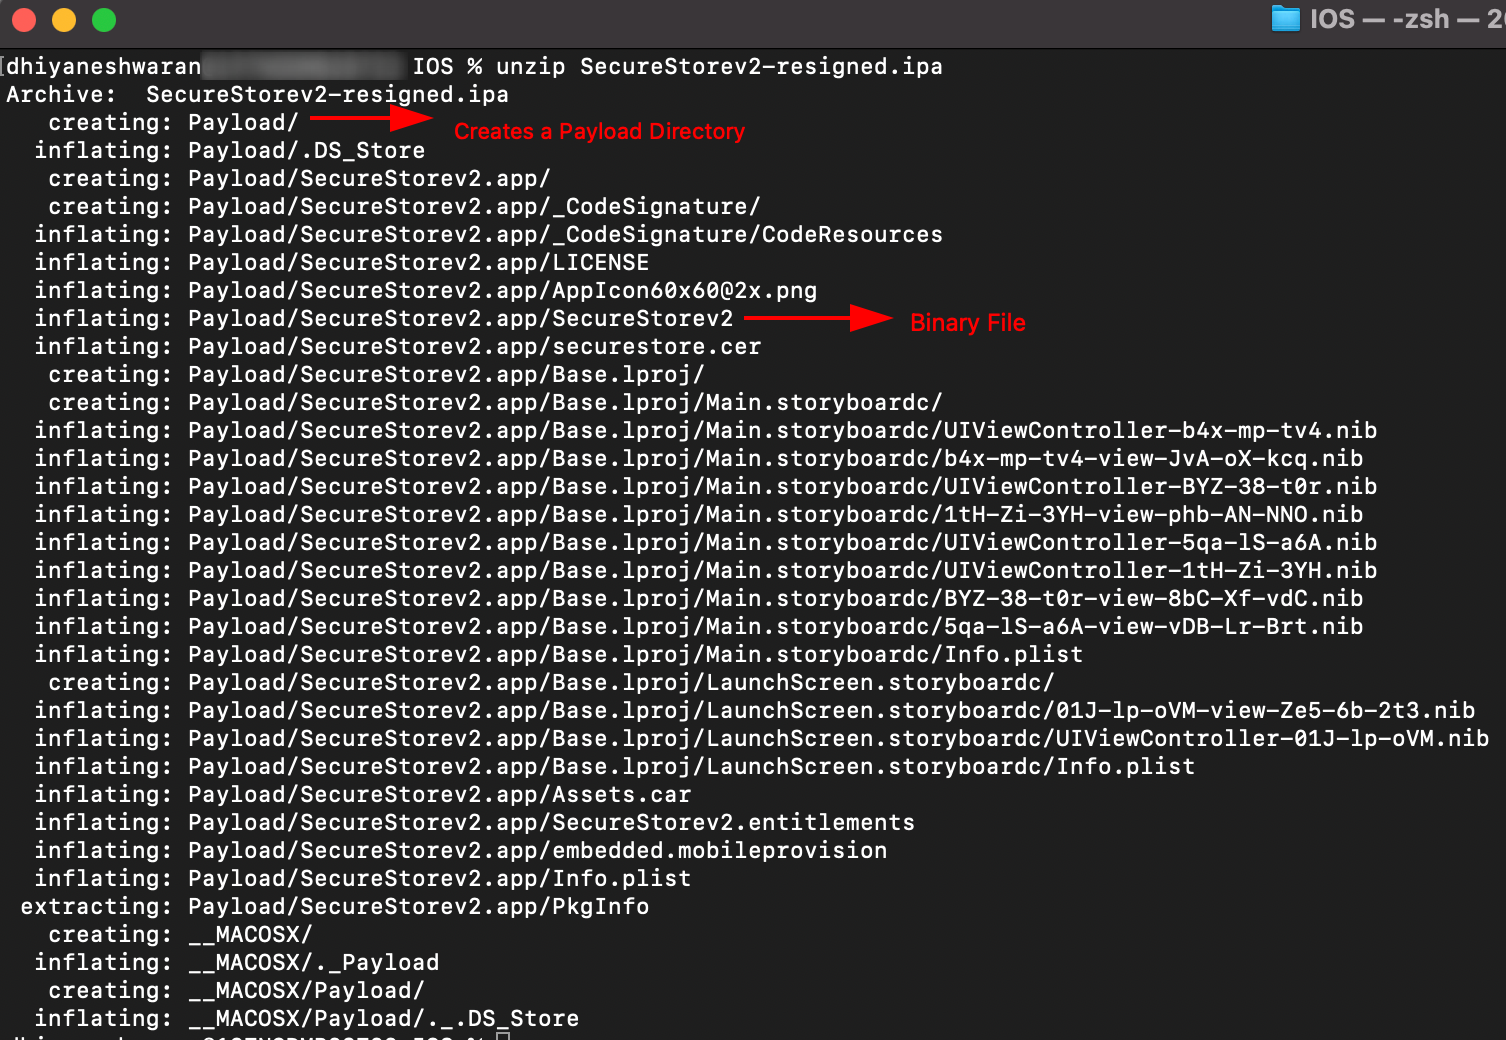 IOS — -zsh — 20
dhiyaneshwaran IOS % unzip SecureStorev2-resigned.ipa
Archive:  SecureStorev2-resigned.ipa
creating: Payload/
Creates a Payload Directory
inflating: Payload/.DS_Store
creating: Payload/SecureStorev2.app/
creating: Payload/SecureStorev2.app/_CodeSignature/
inflating: Payload/SecureStorev2.app/_CodeSignature/CodeResources
inflating: Payload/SecureStorev2.app/LICENSE
inflating: Payload/SecureStorev2.app/AppIcon60x60@2x.png
inflating: Payload/SecureStorev2.app/SecureStorev2
Binary File
inflating: Payload/SecureStorev2.app/securestore.cer
creating: Payload/SecureStorev2.app/Base.lproj/
creating: Payload/SecureStorev2.app/Base.lproj/Main.storyboardc/
inflating: Payload/SecureStorev2.app/Base.lproj/Main.storyboardc/UIViewController-b4x-mp-tv4.nib
inflating: Payload/SecureStorev2.app/Base.lproj/Main.storyboardc/b4x-mp-tv4-view-JvA-oX-kcq.nib
inflating: Payload/SecureStorev2.app/Base.lproj/Main.storyboardc/UIViewController-BYZ-38-t0r.nib
inflating: Payload/SecureStorev2.app/Base.lproj/Main.storyboardc/1tH-Zi-3YH-view-phb-AN-NNO.nib
inflating: Payload/SecureStorev2.app/Base.lproj/Main.storyboardc/UIViewController-5qa-lS-a6A.nib
inflating: Payload/SecureStorev2.app/Base.lproj/Main.storyboardc/UIViewController-1tH-Zi-3YH.nib
inflating: Payload/SecureStorev2.app/Base.lproj/Main.storyboardc/BYZ-38-t0r-view-8bC-Xf-vdC.nib
inflating: Payload/SecureStorev2.app/Base.lproj/Main.storyboardc/5qa-lS-a6A-view-vDB-Lr-Brt.nib
inflating: Payload/SecureStorev2.app/Base.lproj/Main.storyboardc/Info.plist
creating: Payload/SecureStorev2.app/Base.lproj/LaunchScreen.storyboardc/
inflating: Payload/SecureStorev2.app/Base.lproj/LaunchScreen.storyboardc/01J-lp-oVM-view-Ze5-6b-2t3.nib
inflating: Payload/SecureStorev2.app/Base.lproj/LaunchScreen.storyboardc/UIViewController-01J-lp-oVM.nib
inflating: Payload/SecureStorev2.app/Base.lproj/LaunchScreen.storyboardc/Info.plist
inflating: Payload/SecureStorev2.app/Assets.car
inflating: Payload/SecureStorev2.app/SecureStorev2.entitlements
inflating: Payload/SecureStorev2.app/embedded.mobileprovision
inflating: Payload/SecureStorev2.app/Info.plist
extracting: Payload/SecureStorev2.app/PkgInfo
creating: __MACOSX/
inflating: __MACOSX/._Payload
creating: __MACOSX/Payload/
inflating: __MACOSX/Payload/._.DS_Store